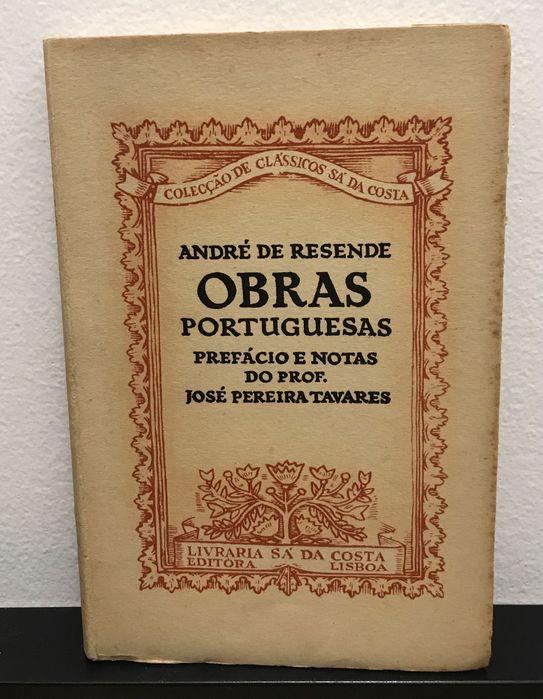 COLECÇÃO DE CLÁSSICOS SÁ DA COSTA
ANDRÉ DE RESENDE
OBRAS
PORTUGUESAS
PREFÁCIO E NOTAS
DO PROF.
JOSÉ PEREIRA TAVARES
LIVRARIA SÁ DA COSTA
EDITÔRA LISBOA